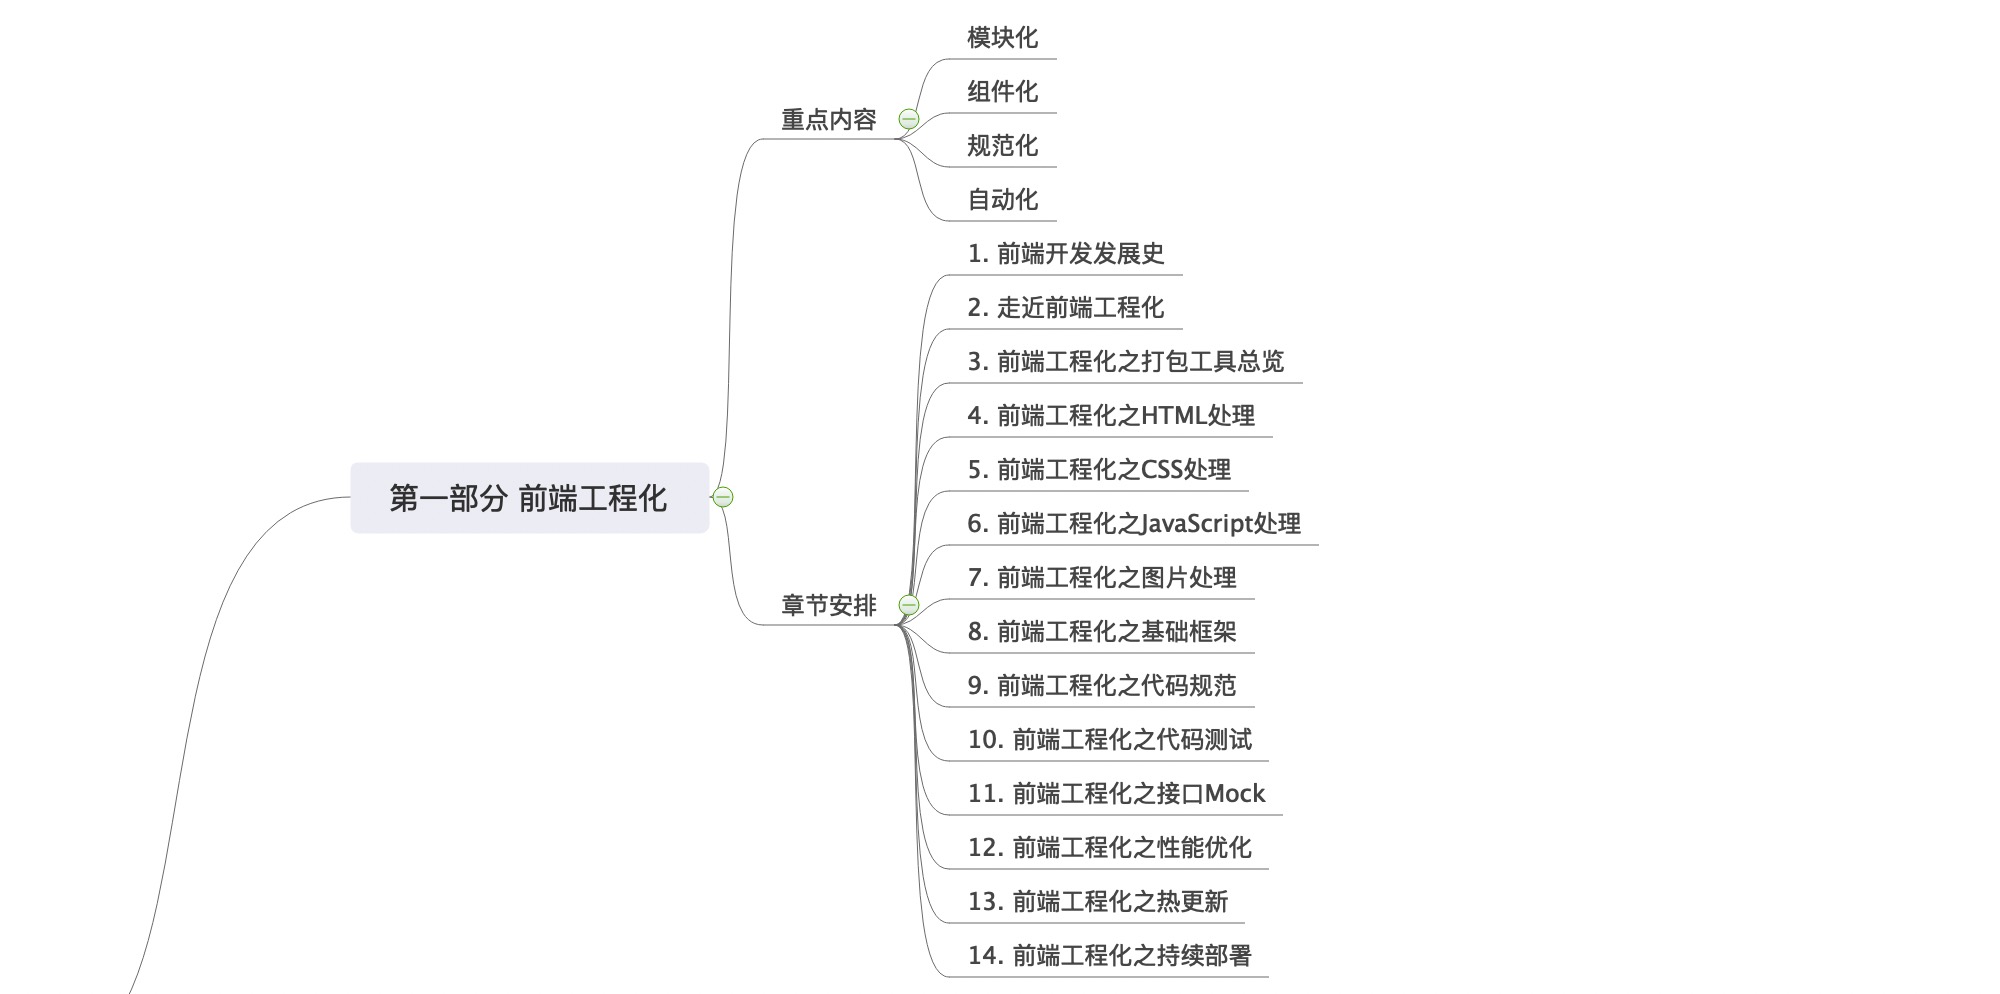 模块化
组件化
重点内容
规范化
自动化
1. 前端开发发展史
2. 走近前端工程化
3. 前端工程化之打包工具总览
4. 前端工程化之HTML处理
5. 前端工程化之CSS处理
第一部分 前端工程化
6. 前端工程化之JavaScript处理
7. 前端工程化之图片处理
章节安排
8. 前端工程化之基础框架
9. 前端工程化之代码规范
10. 前端工程化之代码测试
11. 前端工程化之接口Mock
12. 前端工程化之性能优化
13. 前端工程化之热更新
14. 前端工程化之持续部署